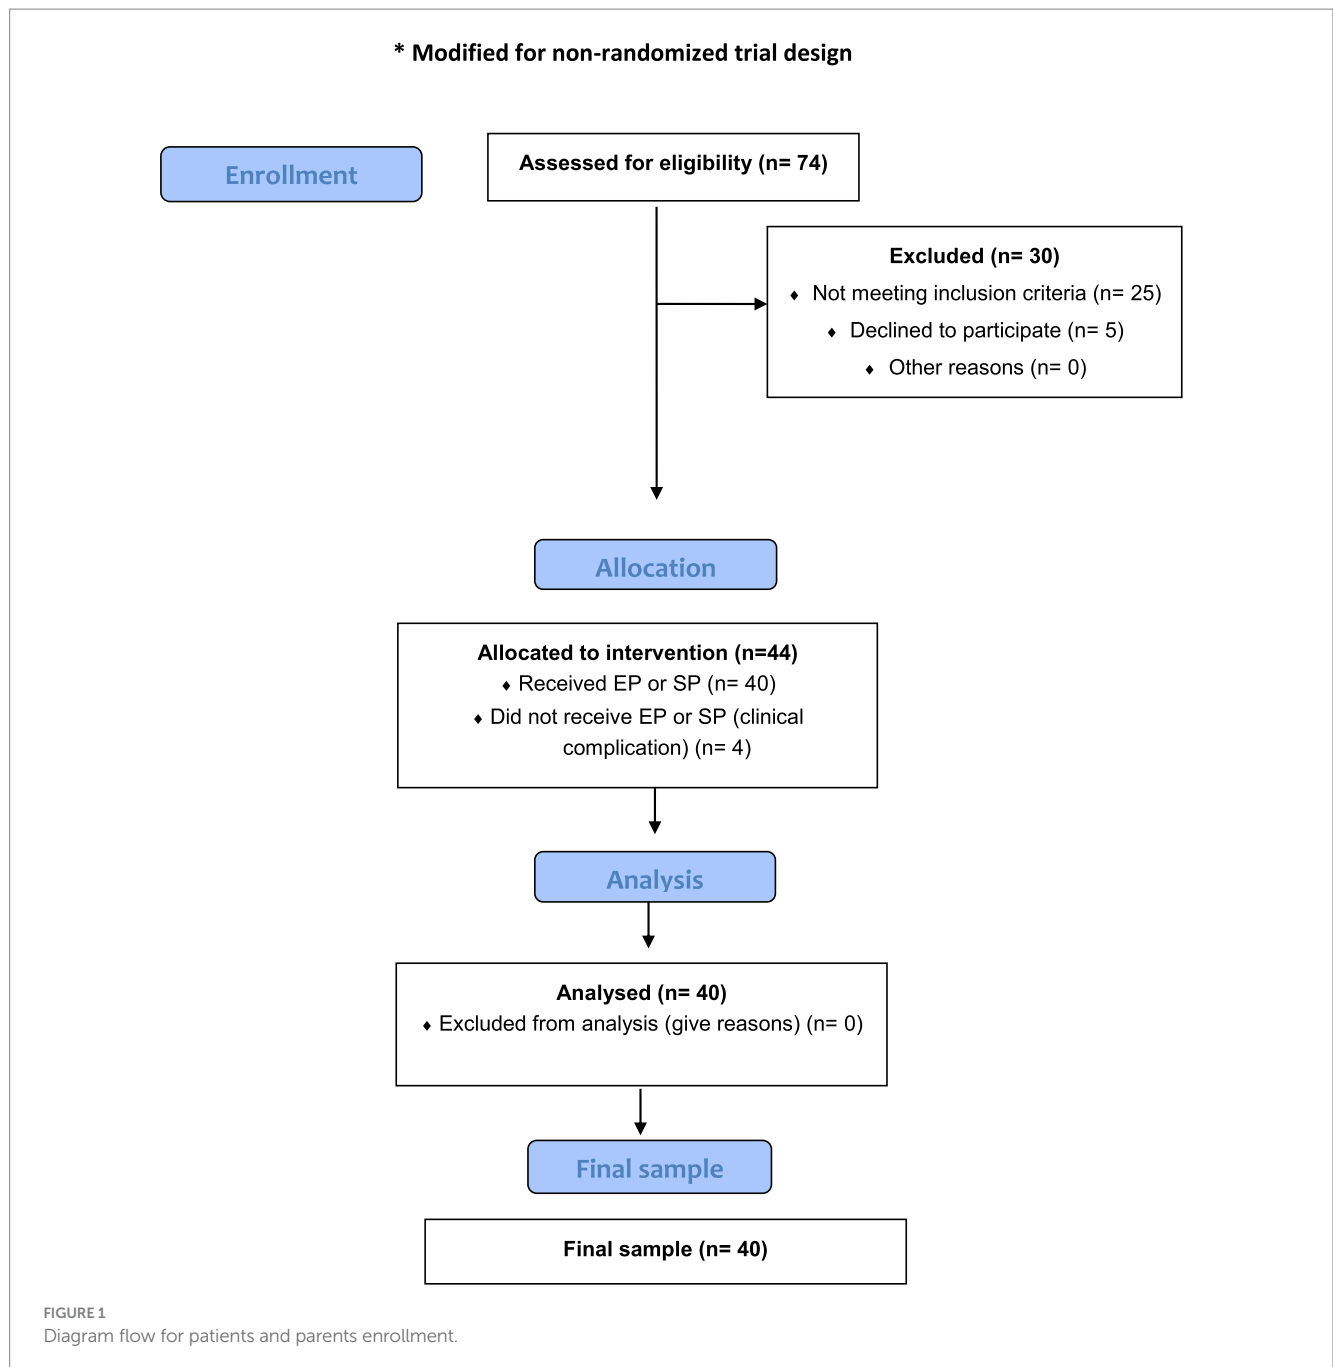 * Modified for non-randomized trial design
Enrollment
Assessed for eligibility (n= 74)
Excluded (n= 30)
♦ Not meeting inclusion criteria (n= 25)
♦ Declined to participate (n= 5)
♦ Other reasons (n= 0)
Allocation
Allocated to intervention (n=44)
♦ Received EP or SP (n= 40)
♦ Did not receive EP or SP (clinical
complication) (n= 4)
Analysis
Analysed (n= 40)
♦ Excluded from analysis (give reasons) (n= 0)
Final sample
Final sample (n= 40)
FIGURE 1
Diagram flow for patients and parents enrollment.